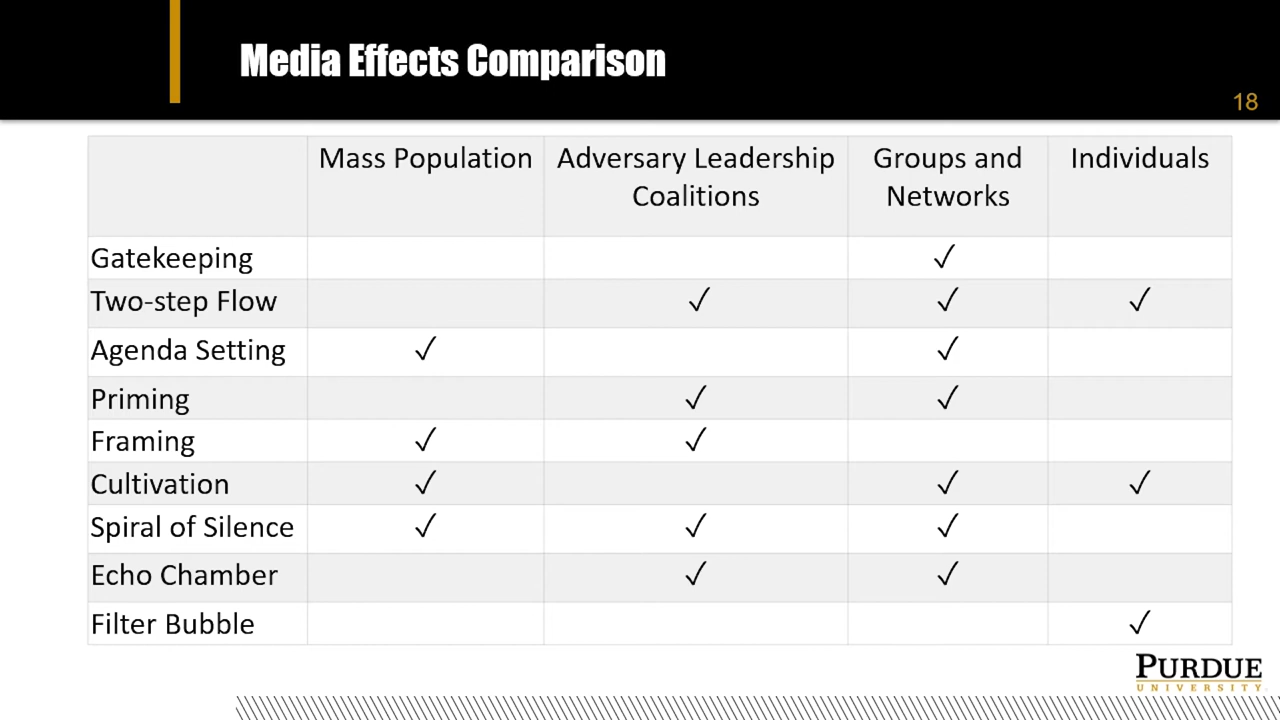 Media Effects Comparison
18
Mass Population
Adversary Leadership
Coalitions
Groups and
Networks
Individuals
Gatekeeping ✓
Two-step Flow ✓ ✓ ✓
Agenda Setting ✓ ✓
Priming ✓ ✓
Framing ✓ ✓
Cultivation ✓ ✓ ✓
Spiral of Silence ✓ ✓ ✓
Echo Chamber ✓ ✓
Filter Bubble ✓
PURDUE
UNIVERSITY